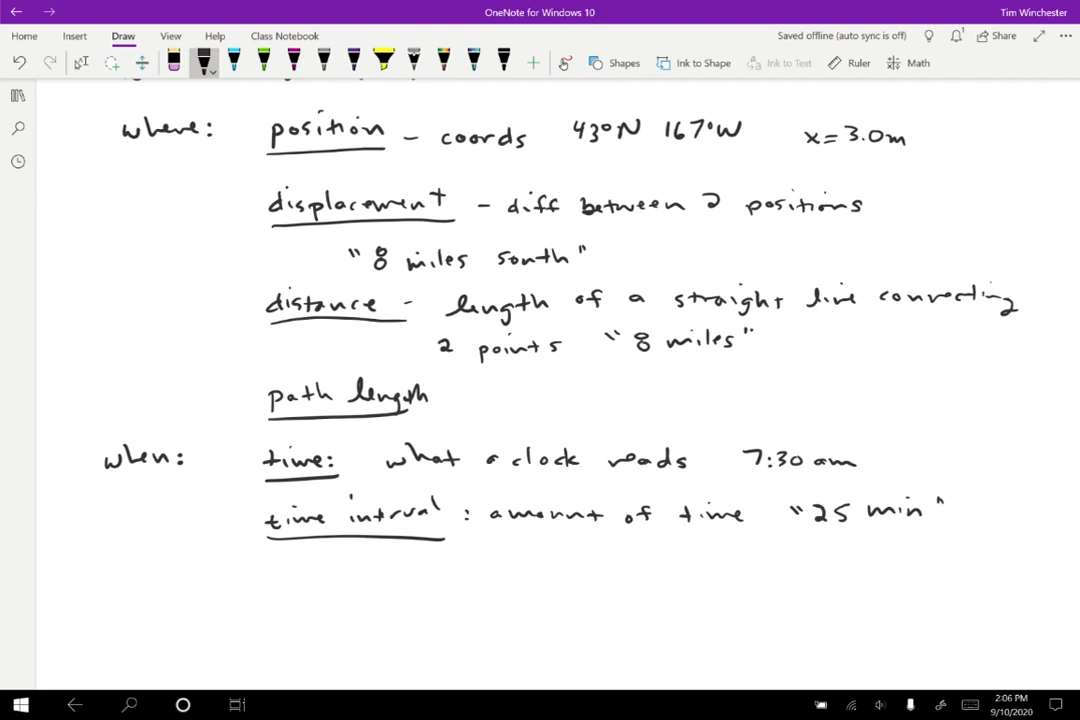 OneNote for Windows 10
Tim Winchester
Home Insert Draw View Help Class Notebook
Saved offline (auto sync is off) Share
Shapes Ink to Shape Ink to Text Ruler Math
where: position - coords 43°N 167°W x=3.0m
displacement - diff between 2 positions
"8 miles south"
distance - length of a straight line connecting
2 points "8 miles"
path length
when: time: what a clock reads 7:30 am
time interval : amount of time "25 min"
2:06 PM
9/10/2020